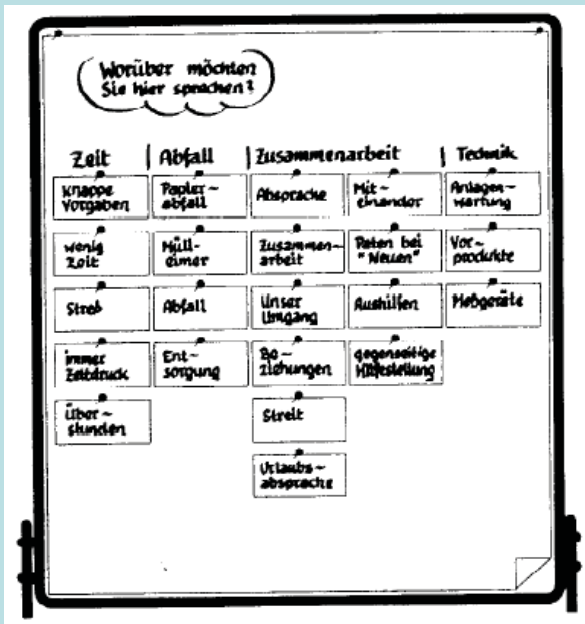 Worüber möchten
Sie hier sprechen?
Zeit
knappe
Vorgaben
wenig
Zeit
Streß
immer
Zeitdruck
Über-
stunden
Abfall
Papier-
abfall
Müll-
eimer
Abfall
Ent-
sorgung
Zusammenarbeit
Absprache
Zusammen-
arbeit
Unser
Umgang
Be-
ziehungen
Streit
Urlaubs-
absprache
Mit-
einander
Paten bei
"Neuen"
Aushilfen
gegenseitige
Hilfestellung
Technik
Anlagen-
wartung
Vor-
produkte
Meßgeräte